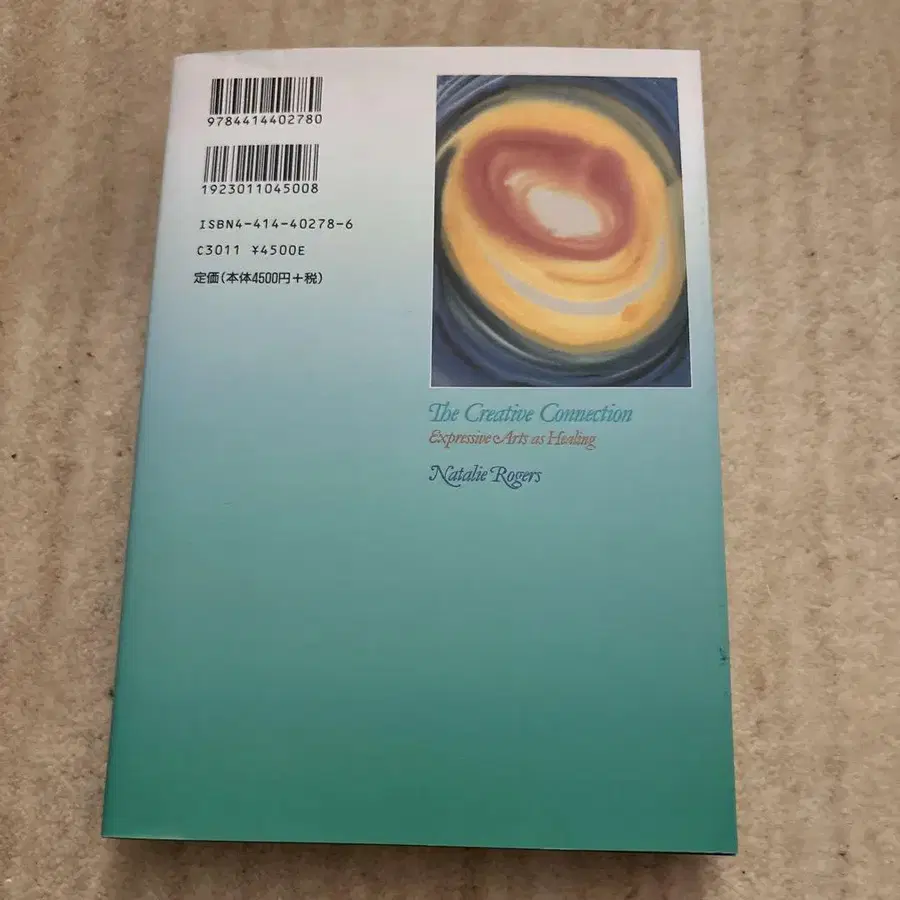 9784414402780
1923011045008
ISBN4-414-40278-6
C3011 ¥4500E
定価(本体4500円+税)
The Creative Connection
Expressive Arts as Healing
Natalie Rogers